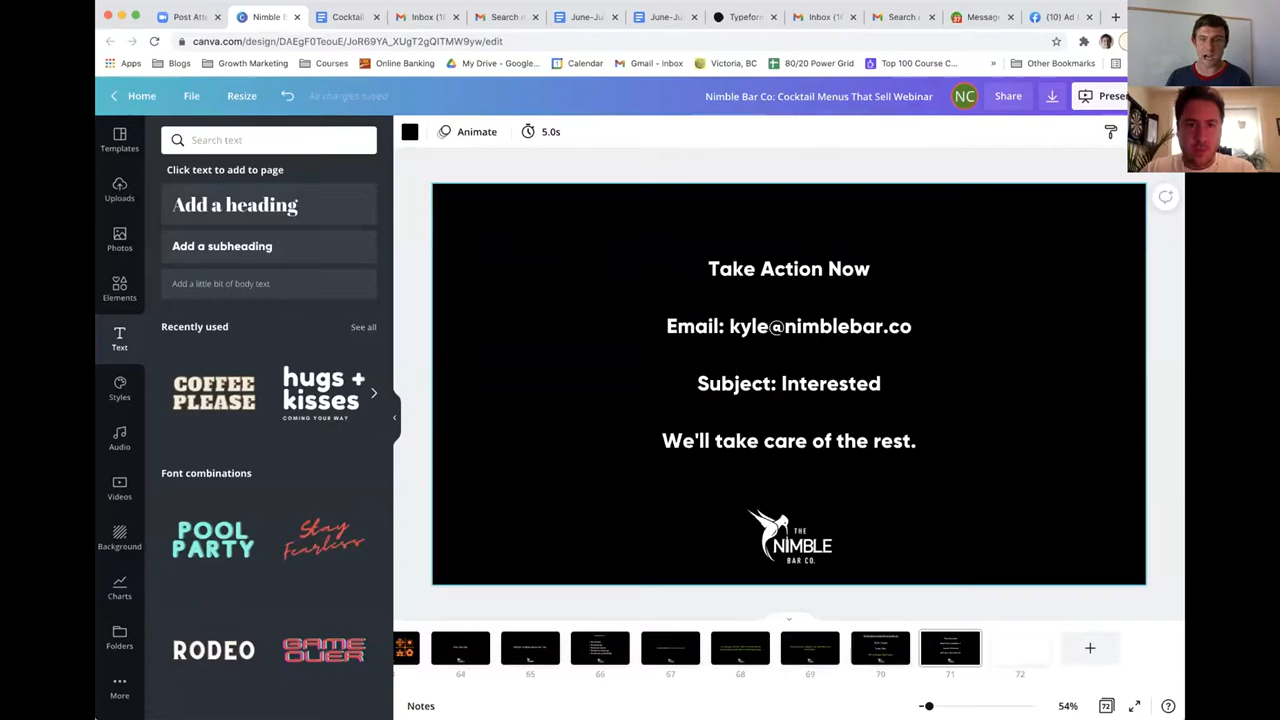 Post Att
Nimble B
Cocktail
Inbox (1
Search r
June-Ju
June-Ju
Typeform
Inbox (1
Search
37 Message
(10) Ad
canva.com/design/DAEgF0TeouE/JoR69YA_XUgT2gQITMW9yw/edit
Apps
Blogs
Growth Marketing
Courses
Online Banking
My Drive - Google...
Calendar
Gmail - Inbox
Victoria, BC
80/20 Power Grid
Top 100 Course C...
»
Other Bookmarks
Home
File
Resize
All changes saved
Nimble Bar Co: Cocktail Menus That Sell Webinar
NC
Share
Prese
Templates
Uploads
Photos
Elements
Text
Styles
Audio
Videos
Background
Charts
Folders
More
Search text
Click text to add to page
Add a heading
Add a subheading
Add a little bit of body text
Recently used
See all
COFFEE
PLEASE
hugs +
kisses
COMING YOUR WAY
Font combinations
POOL
PARTY
Stay
Fearless
RODEO
GAME
OVER
Animate
5.0s
Take Action Now
Email: kyle@nimblebar.co
Subject: Interested
We'll take care of the rest.
THE
NIMBLE
BAR CO.
64
65
66
67
68
69
70
71
72
Notes
54%
72